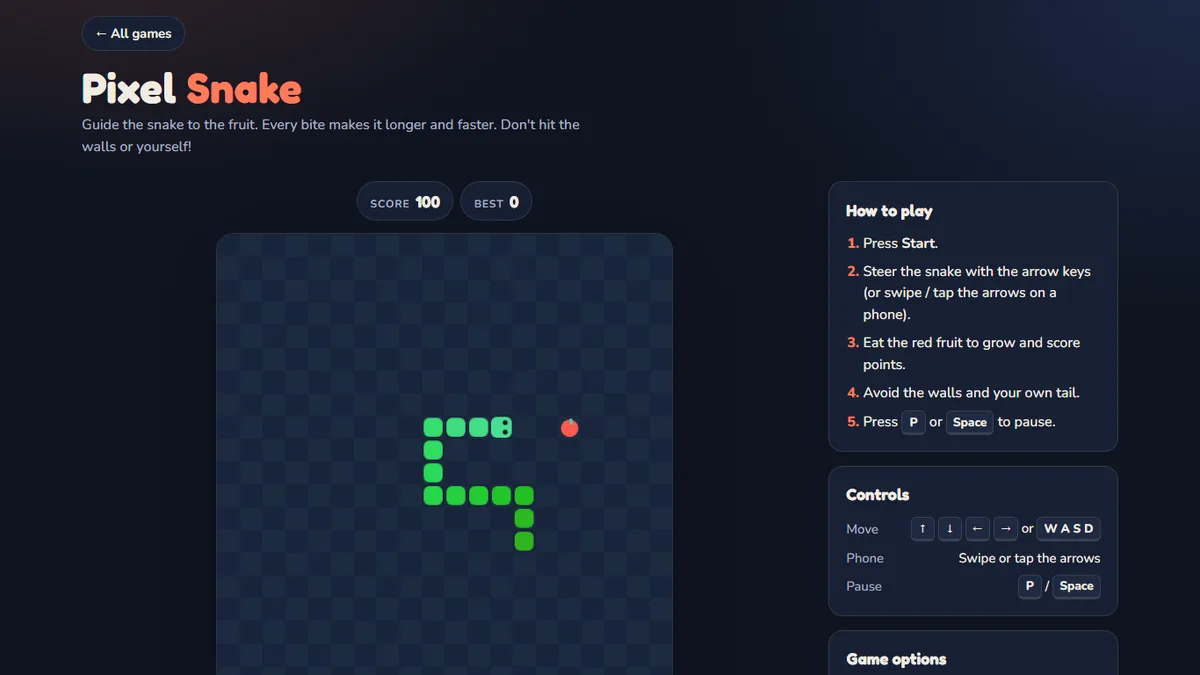 ← All games
Pixel Snake
Guide the snake to the fruit. Every bite makes it longer and faster. Don't hit the
walls or yourself!
SCORE 100
BEST 0
How to play
1. Press Start.
2. Steer the snake with the arrow keys
(or swipe / tap the arrows on a
phone).
3. Eat the red fruit to grow and score
points.
4. Avoid the walls and your own tail.
5. Press P or Space to pause.
Controls
Move ↑ ↓ ← → or W A S D
Phone Swipe or tap the arrows
Pause P / Space
Game options